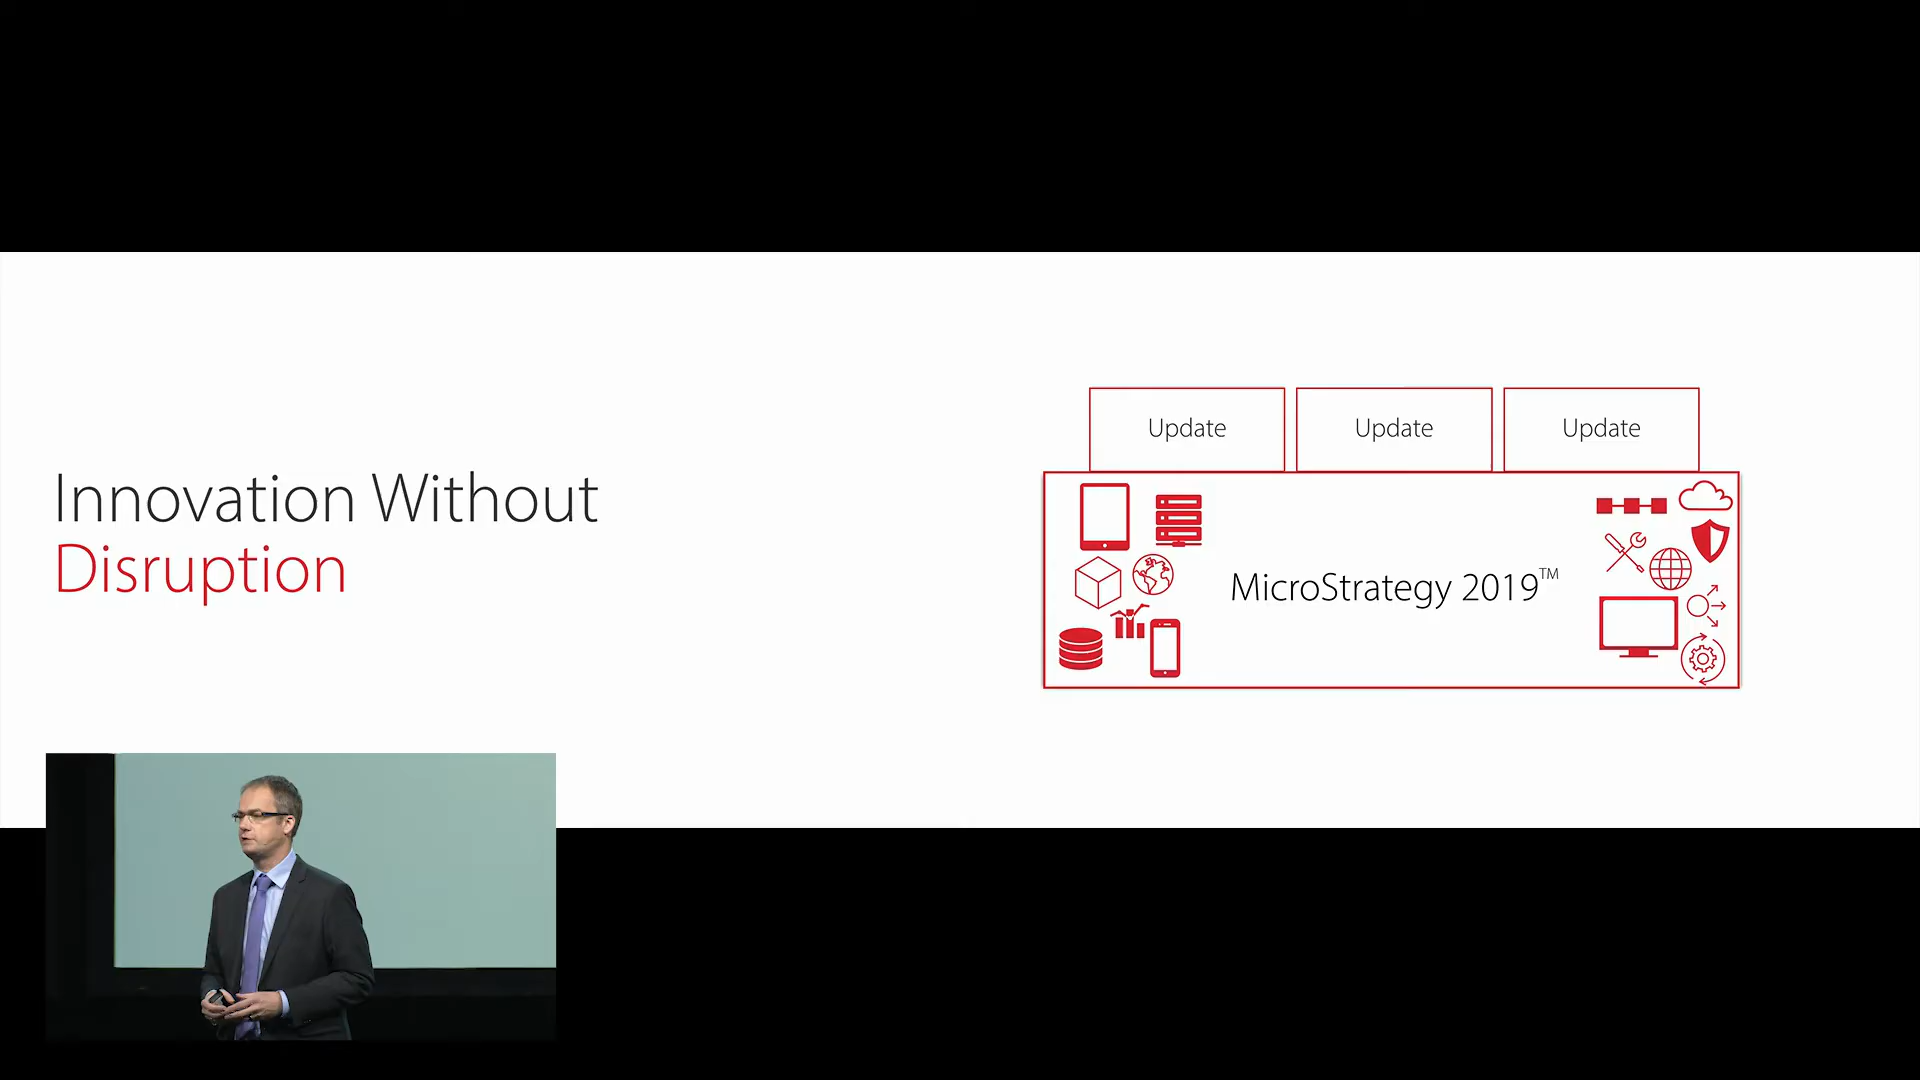 Innovation Without
Disruption
Update
Update
Update
MicroStrategy 2019™